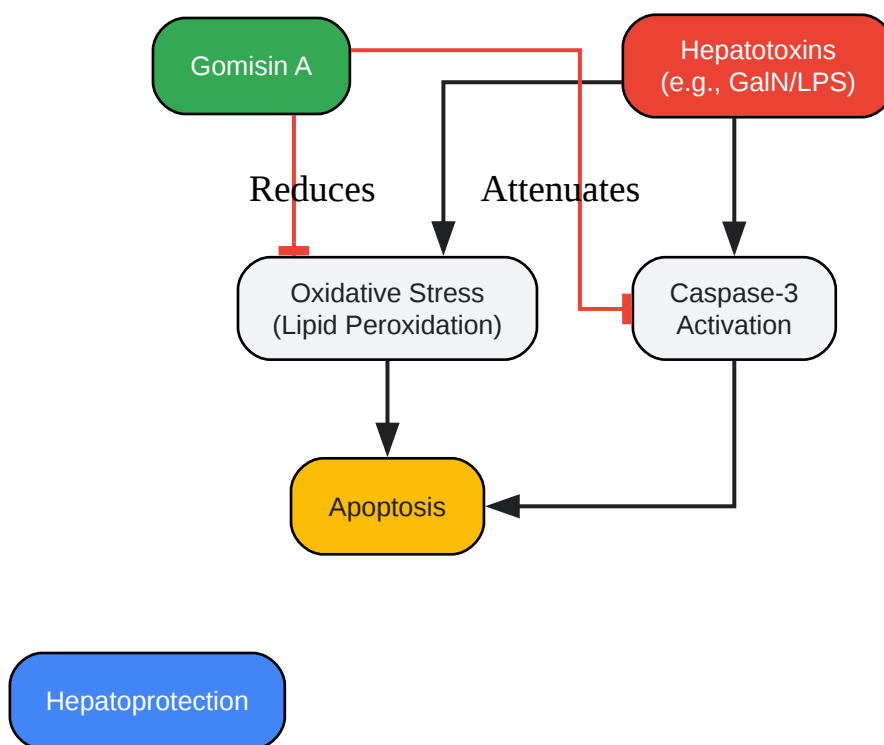 Gomisin A
Hepatotoxins
(e.g., GalN/LPS)
Reduces
Attenuates
Oxidative Stress
(Lipid Peroxidation)
Caspase-3
Activation
Apoptosis
Hepatoprotection